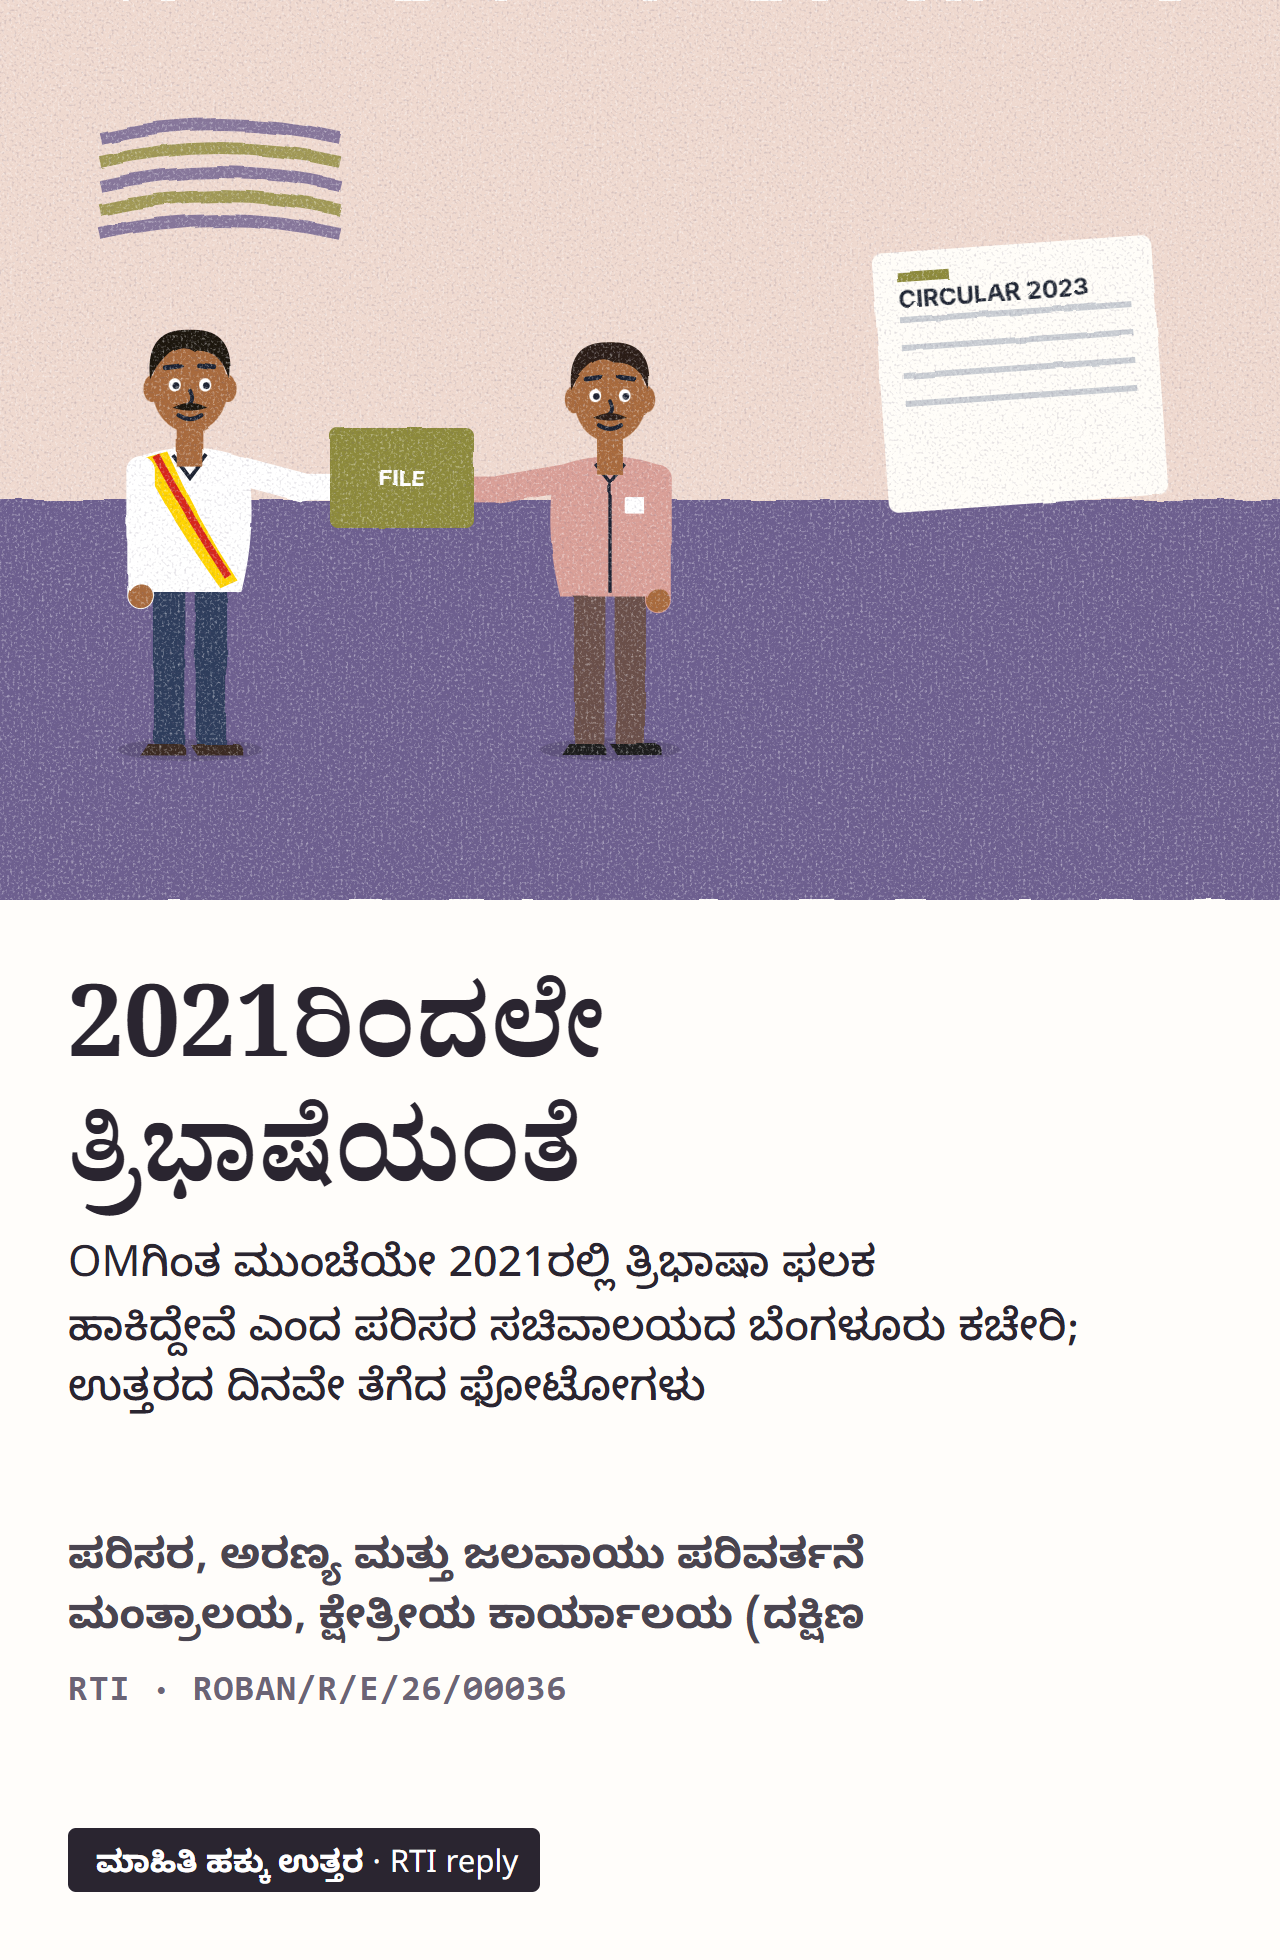 CIRCULAR 2023
FILE
2021ರಿಂದಲೇ
ತ್ರಿಭಾಷೆಯಂತೆ
OMಗಿಂತ ಮುಂಚೆಯೇ 2021ರಲ್ಲಿ ತ್ರಿಭಾಷಾ ಫಲಕ
ಹಾಕಿದ್ದೇವೆ ಎಂದ ಪರಿಸರ ಸಚಿವಾಲಯದ ಬೆಂಗಳೂರು ಕಚೇರಿ;
ಉತ್ತರದ ದಿನವೇ ತೆಗೆದ ಫೋಟೋಗಳು
ಪರಿಸರ, ಅರಣ್ಯ ಮತ್ತು ಜಲವಾಯು ಪರಿವರ್ತನೆ
ಮಂತ್ರಾಲಯ, ಕ್ಷೇತ್ರೀಯ ಕಾರ್ಯಾಲಯ (ದಕ್ಷಿಣ
RTI · ROBAN/R/E/26/00036
ಮಾಹಿತಿ ಹಕ್ಕು ಉತ್ತರ · RTI reply